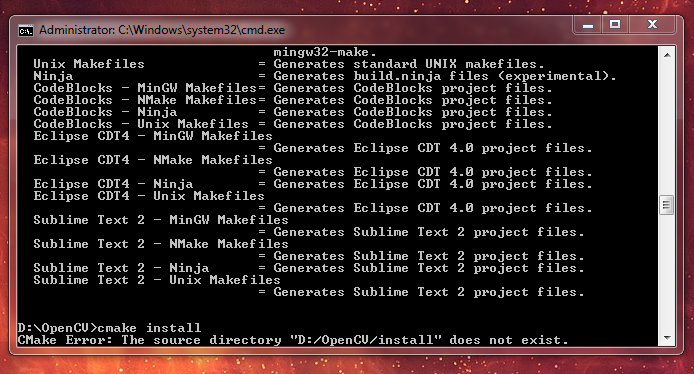 Administrator: C:\Windows\system32\cmd.exe
mingw32-make.
Unix Makefiles = Generates standard UNIX makefiles.
Ninja = Generates build.ninja files (experimental).
CodeBlocks - MinGW Makefiles= Generates CodeBlocks project files.
CodeBlocks - NMake Makefiles= Generates CodeBlocks project files.
CodeBlocks - Ninja = Generates CodeBlocks project files.
CodeBlocks - Unix Makefiles = Generates CodeBlocks project files.
Eclipse CDT4 - MinGW Makefiles
= Generates Eclipse CDT 4.0 project files.
Eclipse CDT4 - NMake Makefiles
= Generates Eclipse CDT 4.0 project files.
Eclipse CDT4 - Ninja = Generates Eclipse CDT 4.0 project files.
Eclipse CDT4 - Unix Makefiles
= Generates Eclipse CDT 4.0 project files.
Sublime Text 2 - MinGW Makefiles
= Generates Sublime Text 2 project files.
Sublime Text 2 - NMake Makefiles
= Generates Sublime Text 2 project files.
Sublime Text 2 - Ninja = Generates Sublime Text 2 project files.
Sublime Text 2 - Unix Makefiles
= Generates Sublime Text 2 project files.
D:\OpenCV>cmake install
CMake Error: The source directory "D:/OpenCV/install" does not exist.